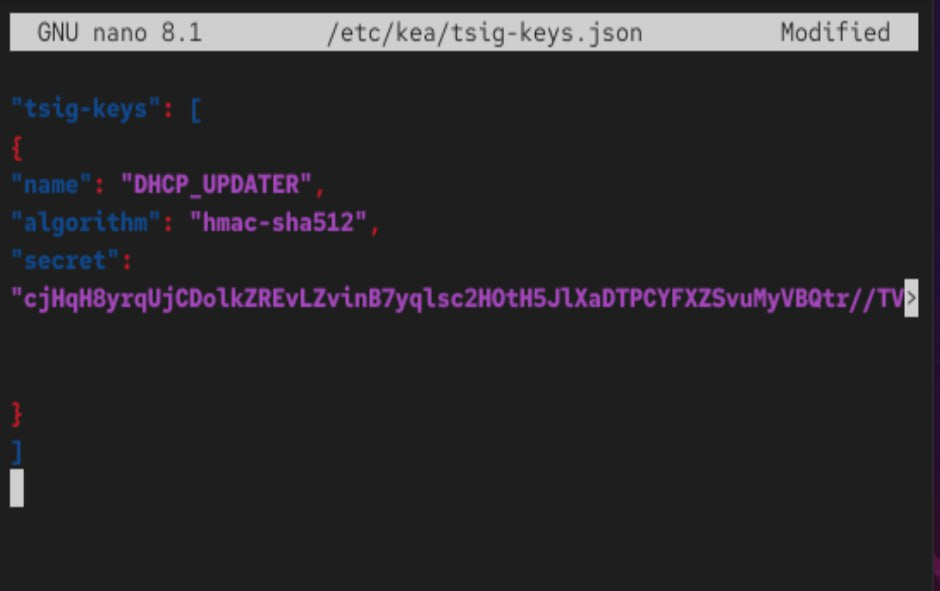 GNU nano 8.1 /etc/kea/tsig-keys.json Modified
"tsig-keys": [
{
"name": "DHCP_UPDATER",
"algorithm": "hmac-sha512",
"secret":
"cjHqH8yrqUjCDolkZREvLZvinB7yqlsc2HOtH5JlXaDTPCYFXZSvuMyVBQtr//TV>
}
]